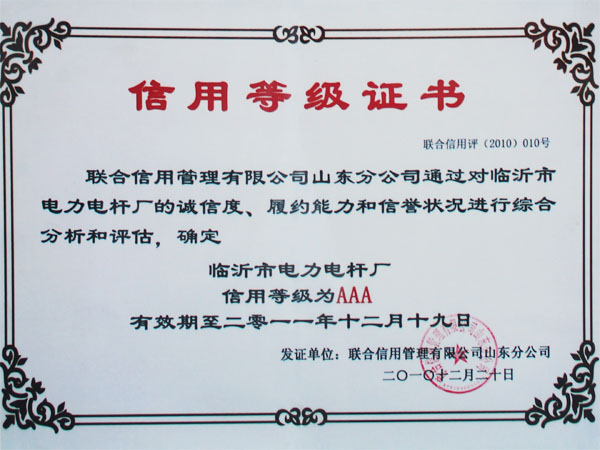 信用等级证书
联合信用评（2010）010号
联合信用管理有限公司山东分公司通过对临沂市
电力电杆厂的诚信度、履约能力和信誉状况进行综合
分析和评估，确定
临沂市电力电杆厂
信用等级为AAA
有效期至二零一一年十二月十九日
发证单位：联合信用管理有限公司山东分公司
二〇一〇十二月二十日